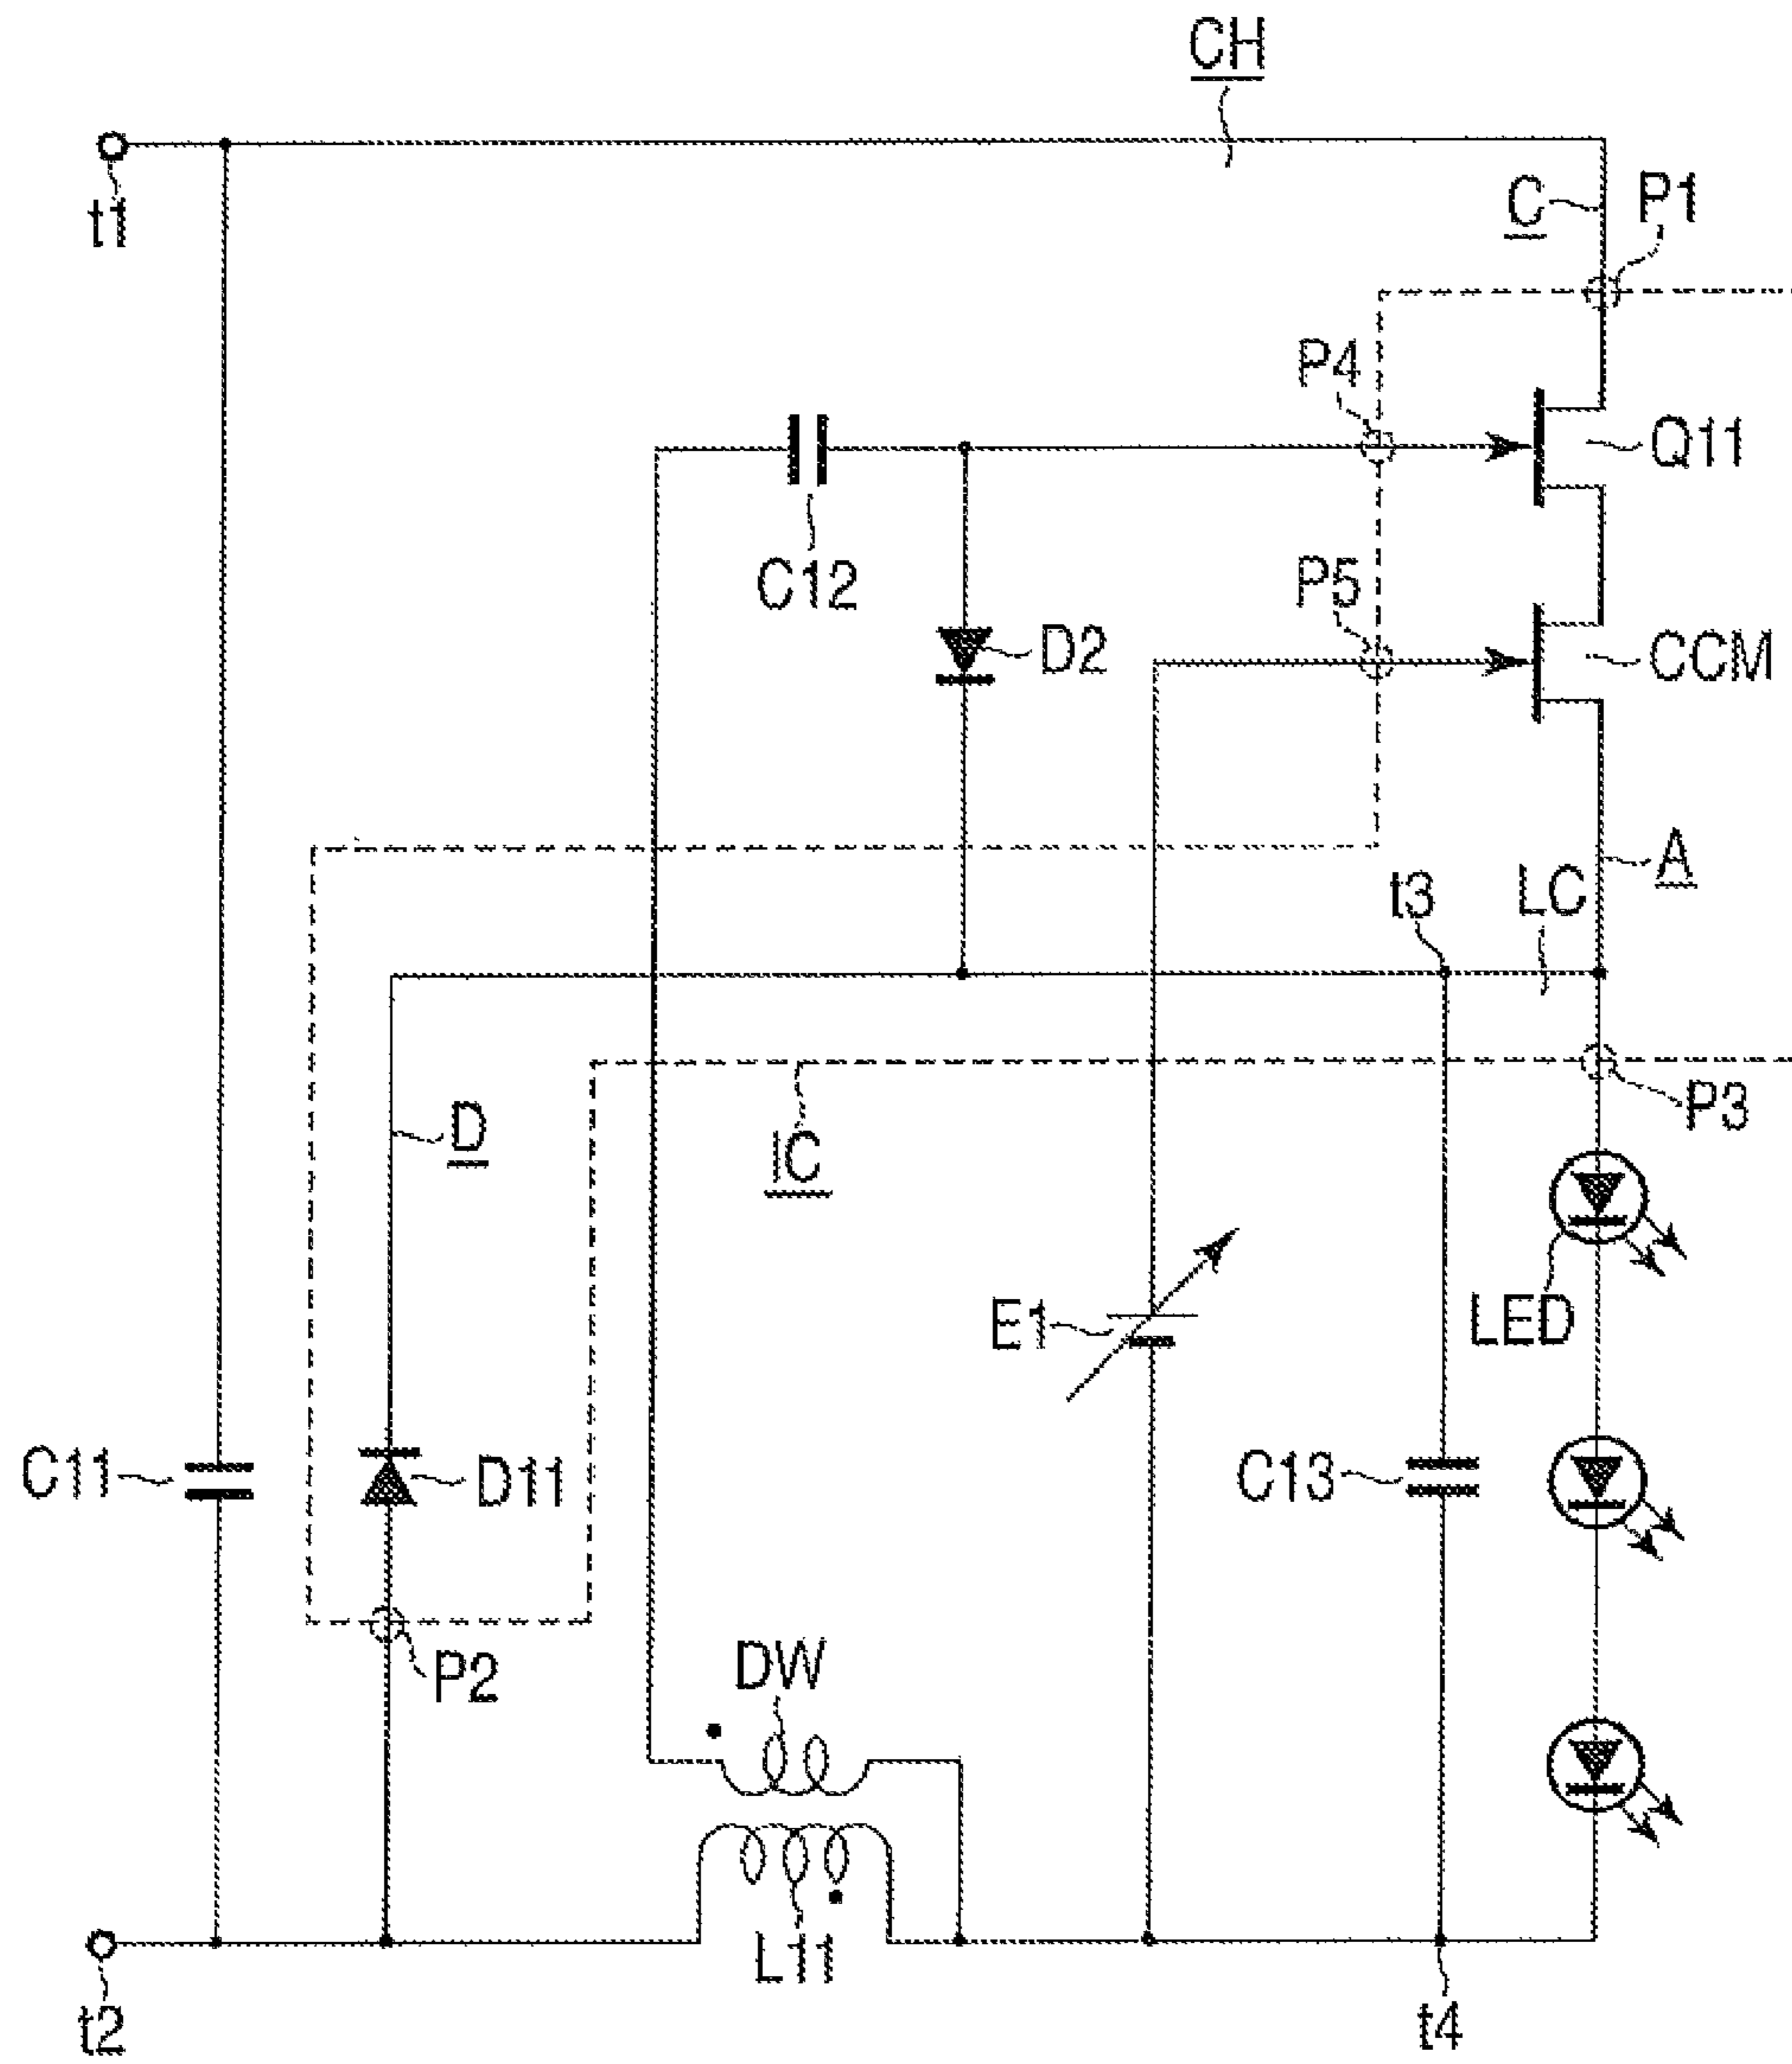 CH
t1
C
P1
P4
Q11
C12
P5
D2
CCM
A
t3
LC
D
IC
P3
E1
LED
C11
D11
C13
P2
DW
L11
t2
t4